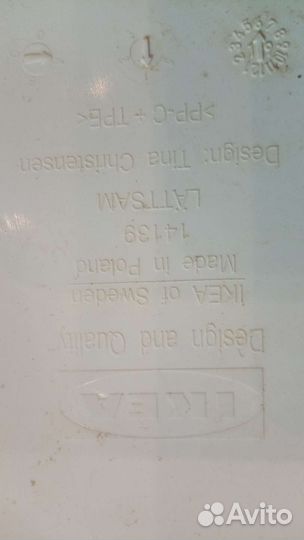 IKEA
Design and Quality
IKEA of Sweden
Made in Poland
14139
LÄTTSAM
Design: Tina Christensen
>PP-C + TPE<
1
Avito